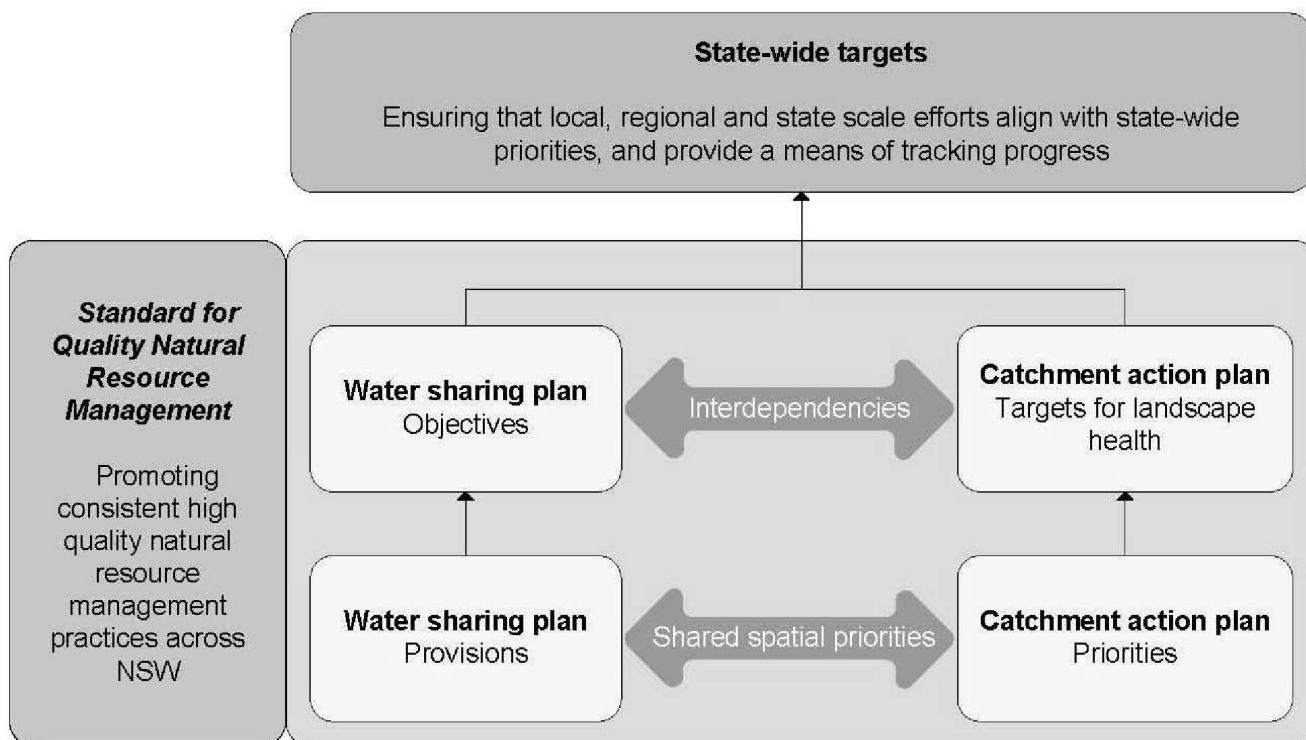 State-wide targets
Ensuring that local, regional and state scale efforts align with state-wide
priorities, and provide a means of tracking progress
Standard for
Quality Natural
Resource
Management
Promoting
consistent high
quality natural
resource
management
practices across
NSW
Water sharing plan
Objectives
Interdependencies
Catchment action plan
Targets for landscape
health
Water sharing plan
Provisions
Shared spatial priorities
Catchment action plan
Priorities